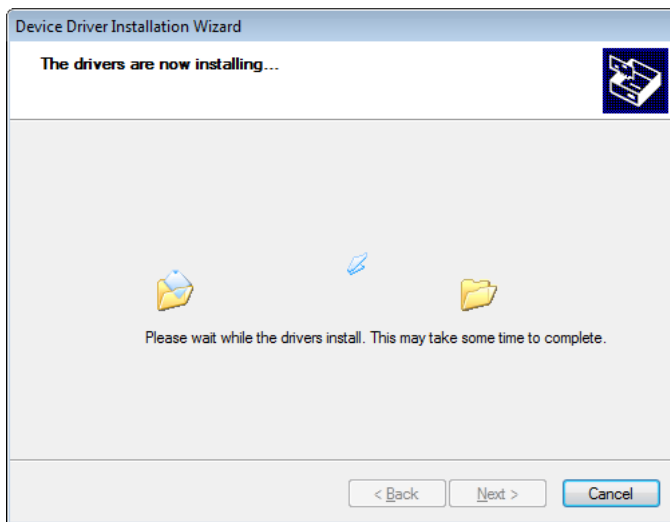 Device Driver Installation Wizard
The drivers are now installing...
Please wait while the drivers install. This may take some time to complete.
< Back
Next >
Cancel